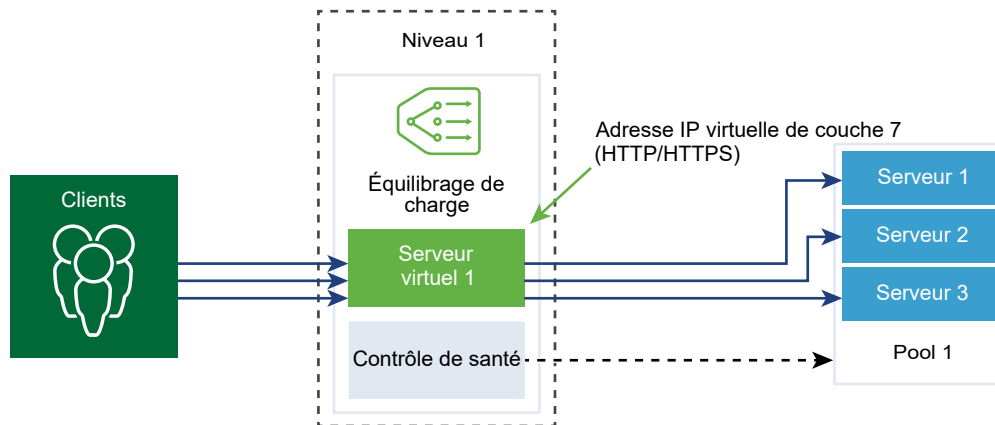 Niveau 1
Adresse IP virtuelle de couche 7
(HTTP/HTTPS)
Clients
Équilibrage de
charge
Serveur
virtuel 1
Contrôle de santé
Serveur 1
Serveur 2
Serveur 3
Pool 1